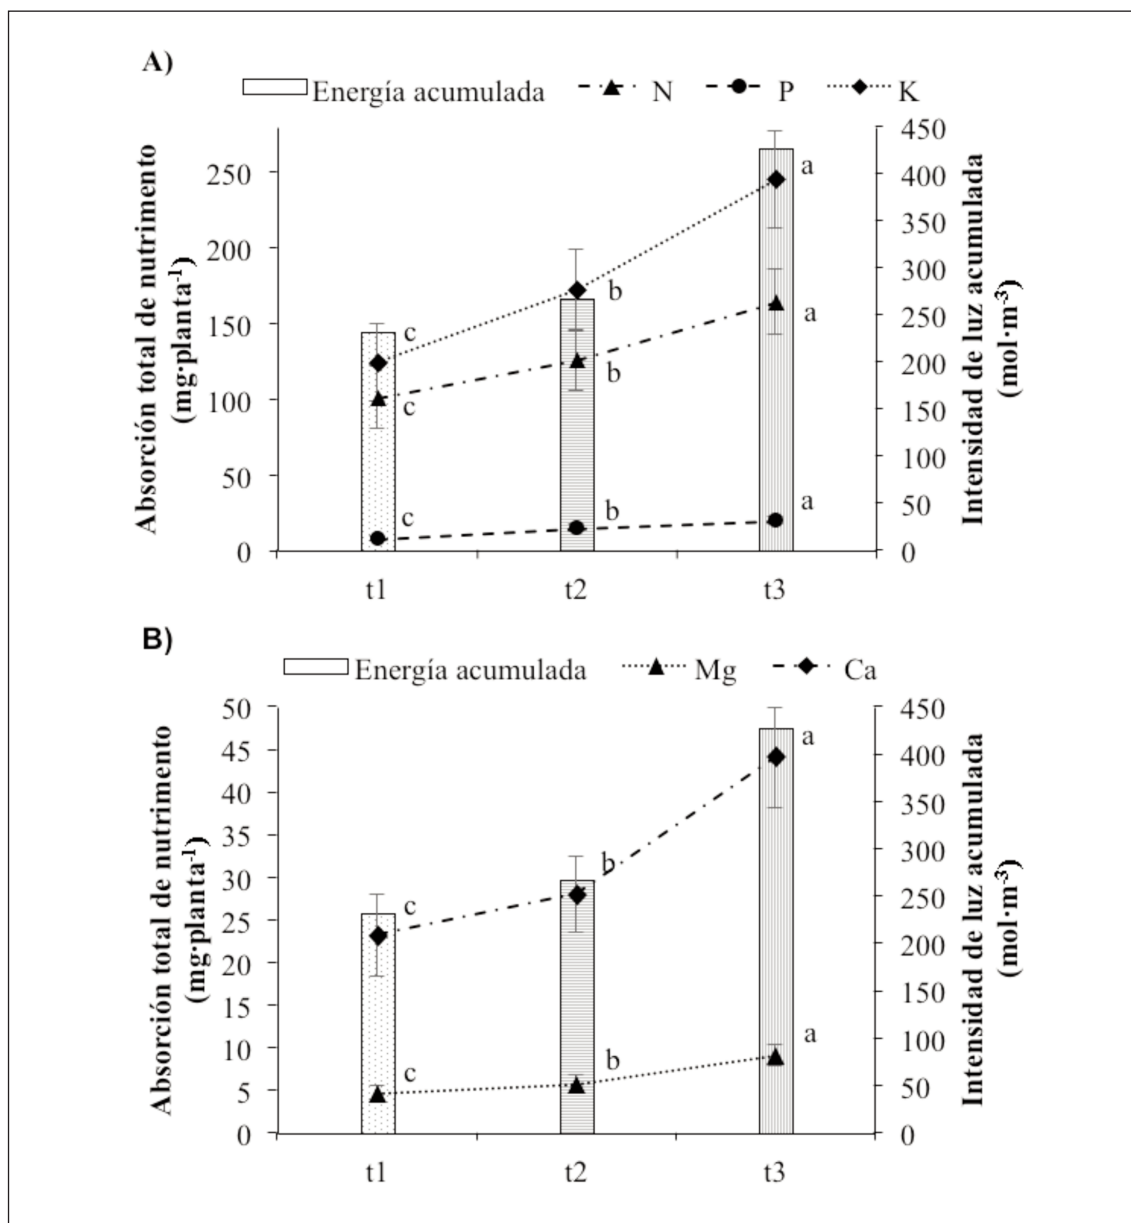 A)
Energía acumulada N P K
Absorción total de nutrimento
(mg·planta-1)
250
200
150
100
50
0
c
c
c
b
b
b
a
a
a
450
400
350
300
250
200
150
100
50
0
Intensidad de luz acumulada
(mol·m-3)
t1 t2 t3
B)
Energía acumulada Mg Ca
Absorción total de nutrimento
(mg·planta-1)
50
45
40
35
30
25
20
15
10
5
0
c
c
b
b
a
a
450
400
350
300
250
200
150
100
50
0
Intensidad de luz acumulada
(mol·m-3)
t1 t2 t3